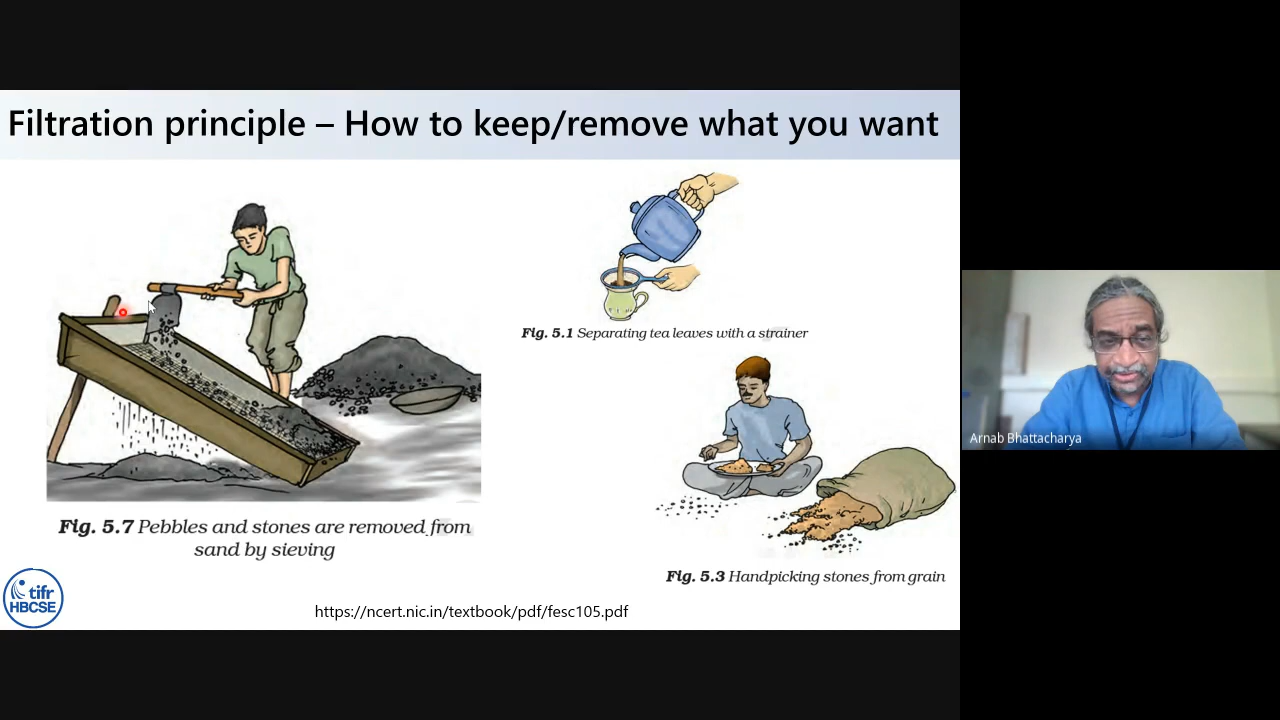 Filtration principle – How to keep/remove what you want
Fig. 5.1 Separating tea leaves with a strainer
Fig. 5.7 Pebbles and stones are removed from
sand by sieving
Fig. 5.3 Handpicking stones from grain
tifr
HBCSE
https://ncert.nic.in/textbook/pdf/fesc105.pdf
Arnab Bhattacharya